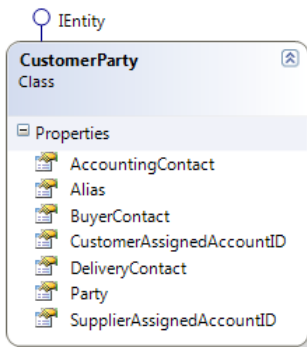 IEntity
CustomerParty
Class
Properties
AccountingContact
Alias
BuyerContact
CustomerAssignedAccountID
DeliveryContact
Party
SupplierAssignedAccountID